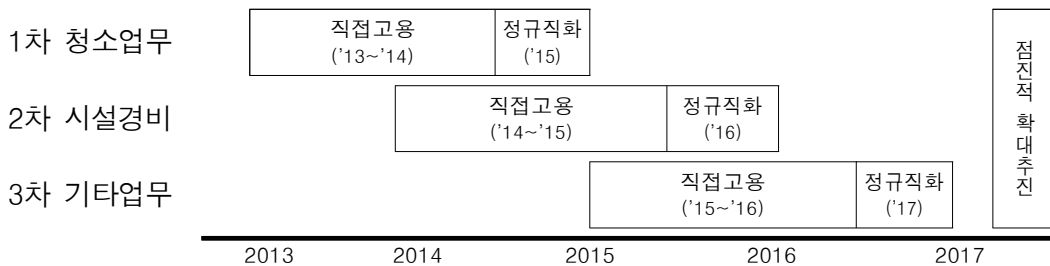 1차 청소업무
직접고용
('13~'14)
정규직화
('15)
2차 시설경비
직접고용
('14~'15)
정규직화
('16)
3차 기타업무
직접고용
('15~'16)
정규직화
('17)
점진적 확대추진
2013 2014 2015 2016 2017